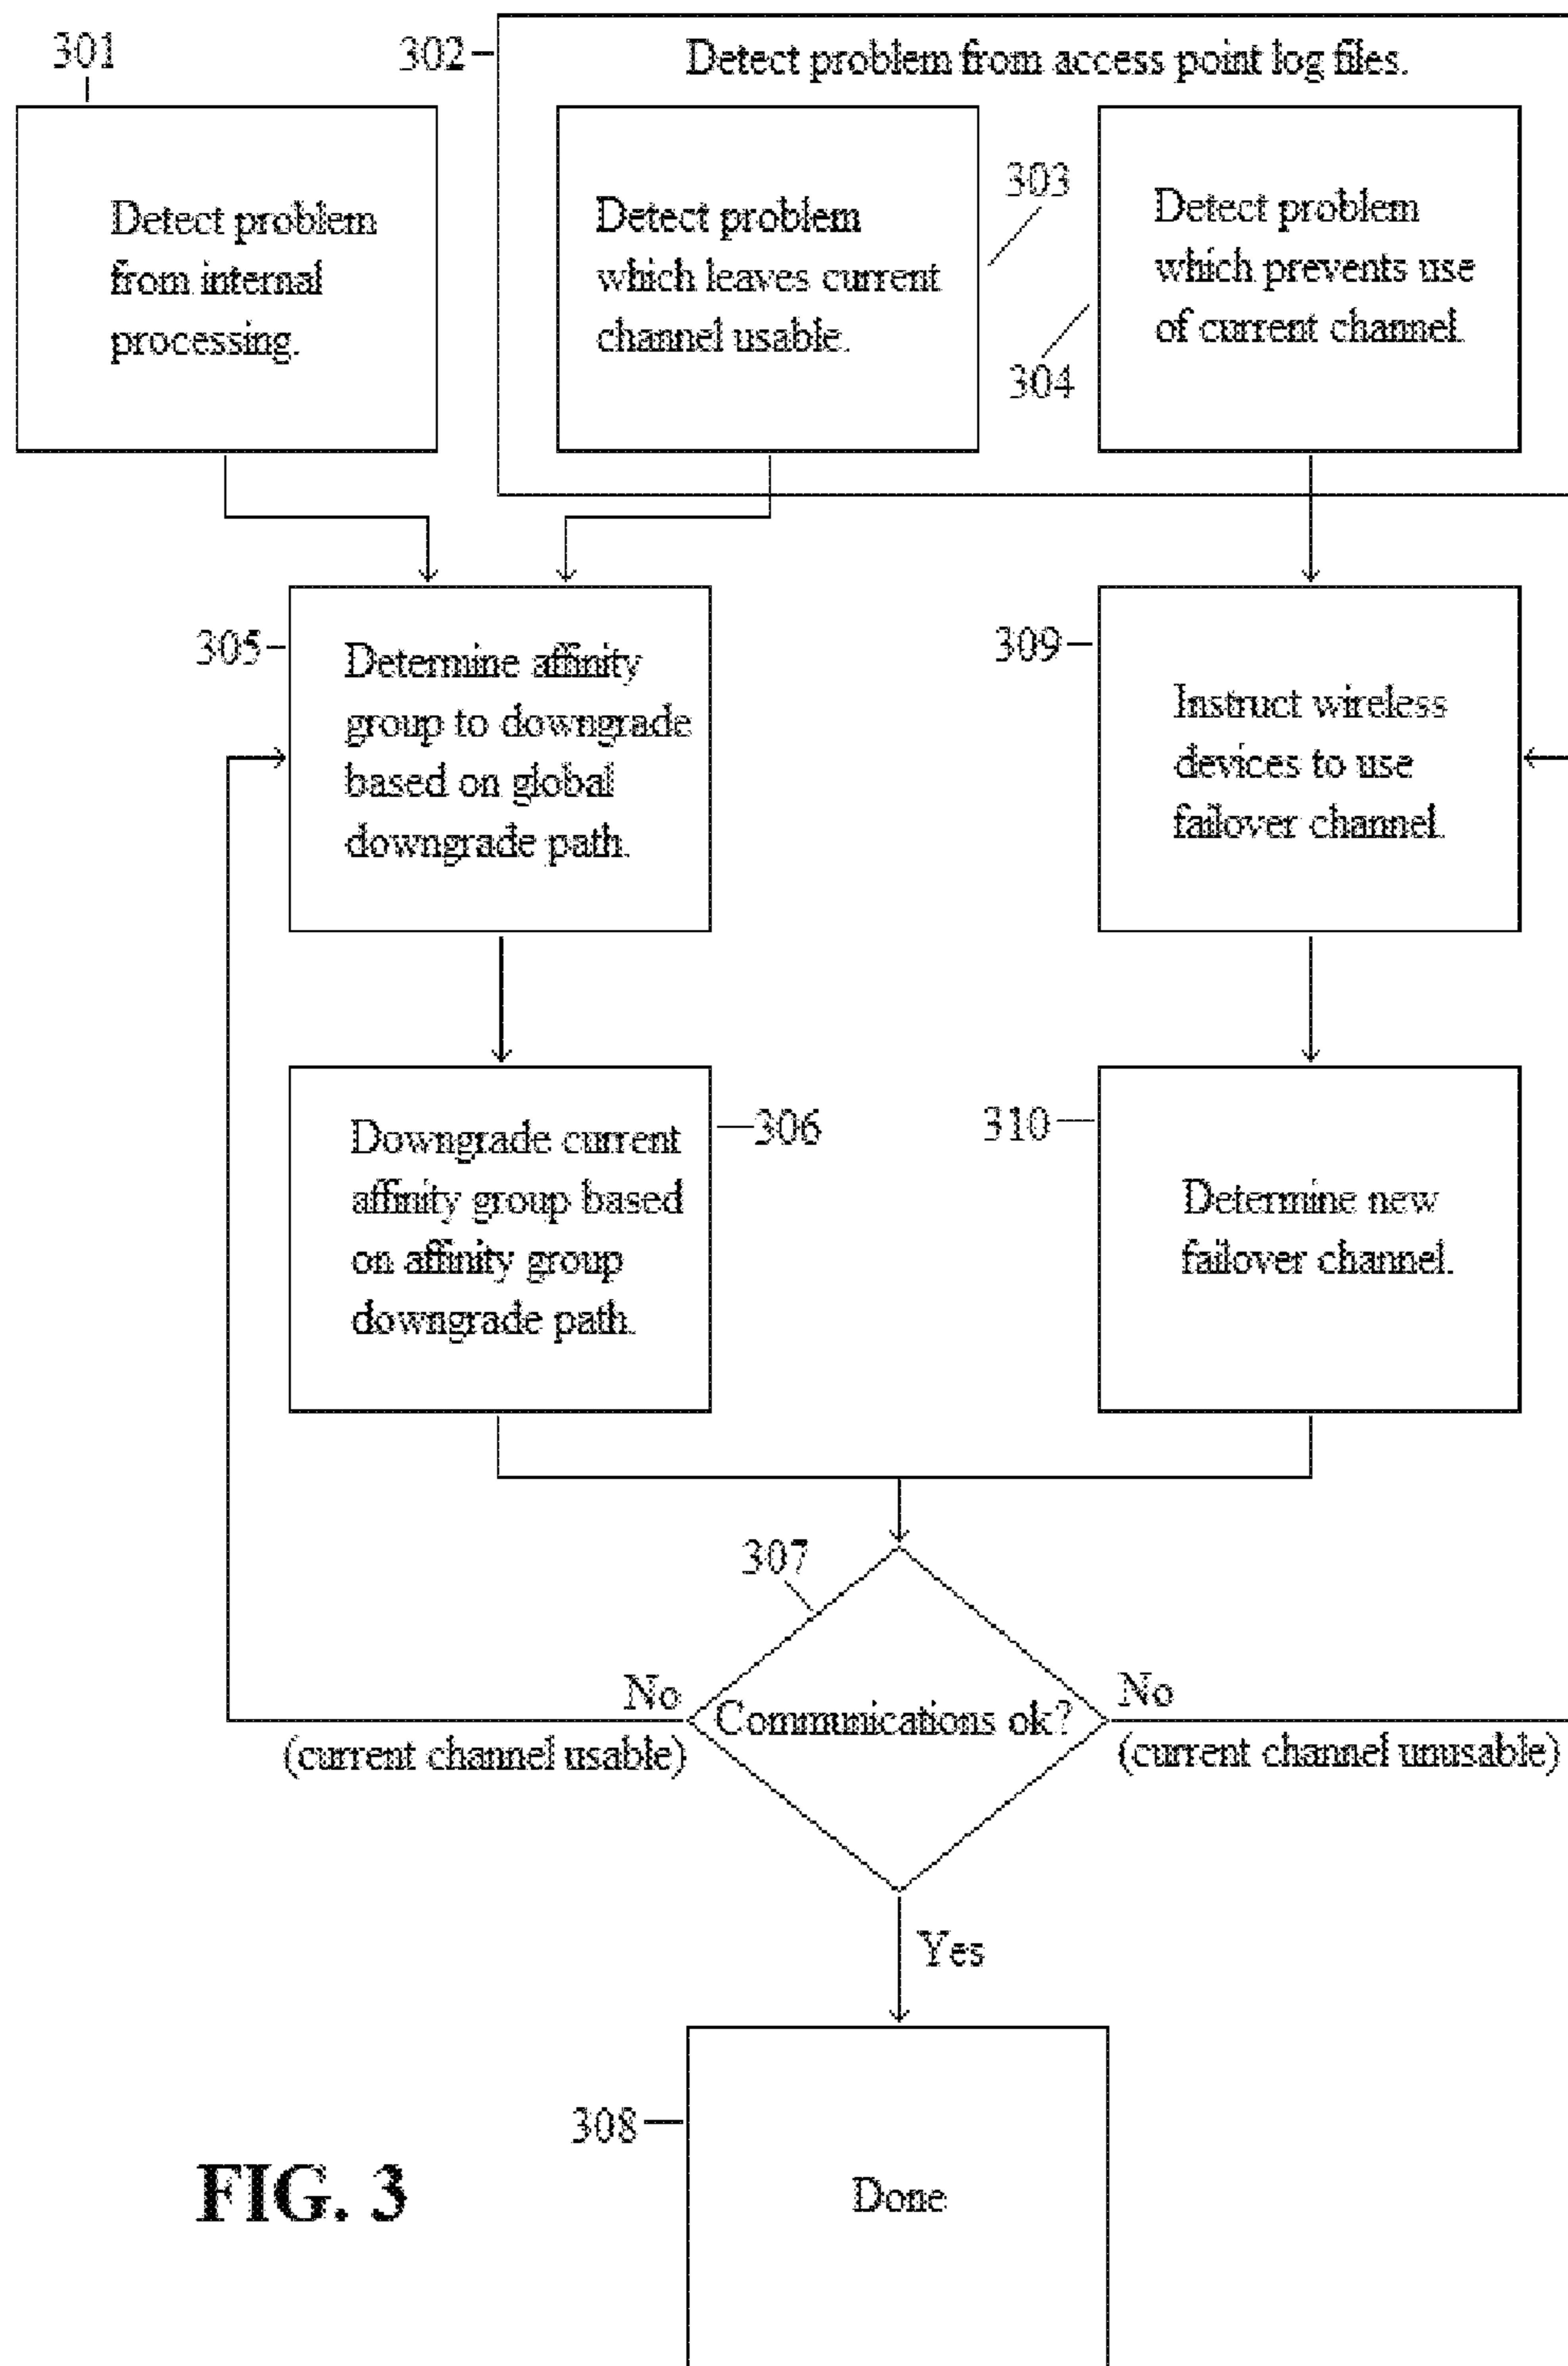 301
302
Detect problem from access point log files.
Detect problem
from internal
processing.
Detect problem
which leaves current
channel usable.
303
304
Detect problem
which prevents use
of current channel.
305
Determine affinity
group to downgrade
based on global
downgrade path.
309
Instruct wireless
devices to use
failover channel.
Downgrade current
affinity group based
on affinity group
downgrade path.
306
310
Determine new
failover channel.
307
Communications ok?
No
(current channel usable)
No
(current channel unusable)
Yes
308
Done
FIG. 3